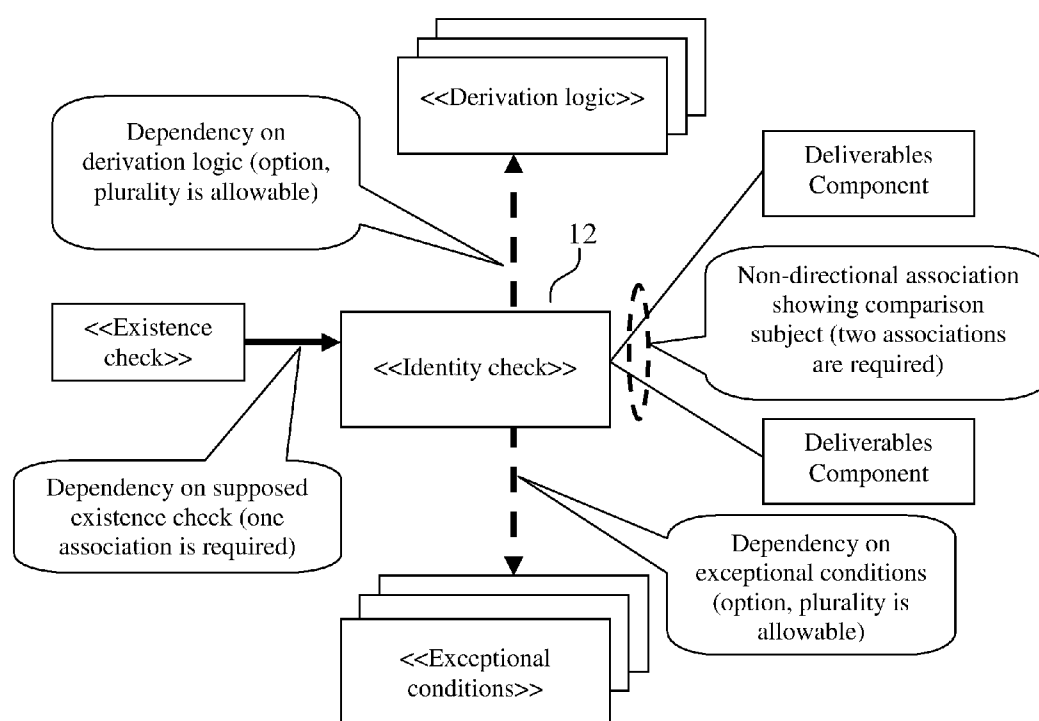 <<Derivation logic>>
Dependency on
derivation logic (option,
plurality is allowable)
Deliverables
Component
12
Non-directional association
showing comparison
subject (two associations
are required)
<<Existence
check>>
<<Identity check>>
Deliverables
Component
Dependency on supposed
existence check (one
association is required)
Dependency on
exceptional conditions
(option, plurality is
allowable)
<<Exceptional
conditions>>